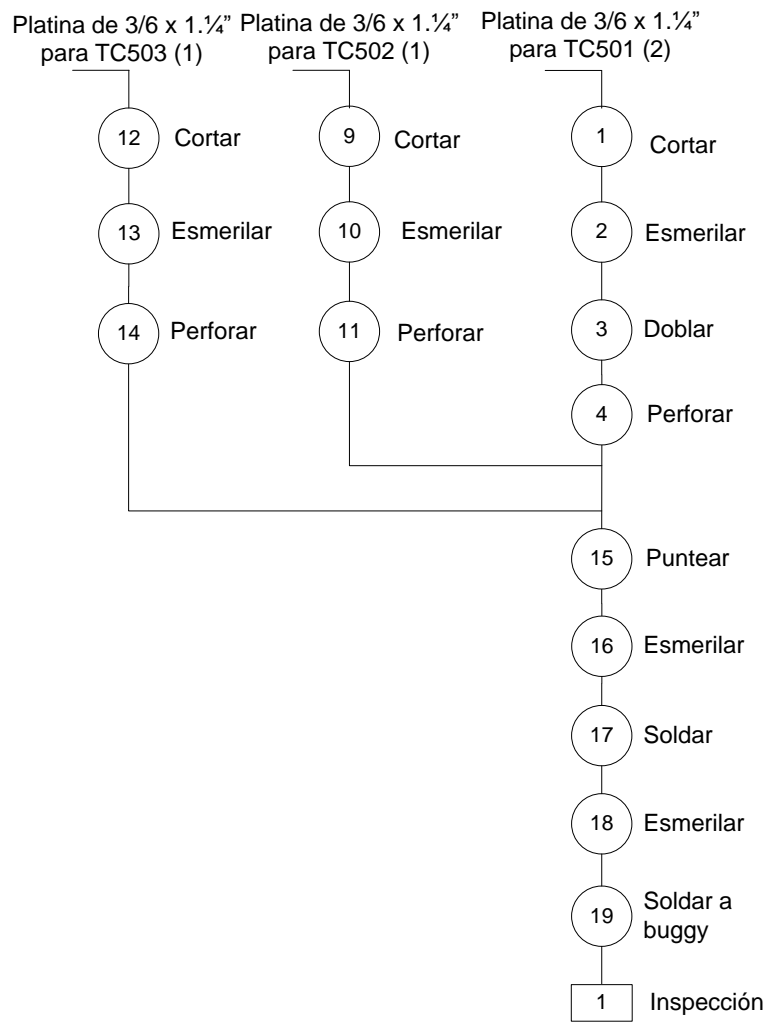 Platina de 3/6 x 1.¼”
para TC503 (1)
Platina de 3/6 x 1.¼”
para TC502 (1)
Platina de 3/6 x 1.¼”
para TC501 (2)
12 Cortar
9 Cortar
1 Cortar
13 Esmerilar
10 Esmerilar
2 Esmerilar
14 Perforar
11 Perforar
3 Doblar
4 Perforar
15 Puntear
16 Esmerilar
17 Soldar
18 Esmerilar
19 Soldar a
buggy
1 Inspección